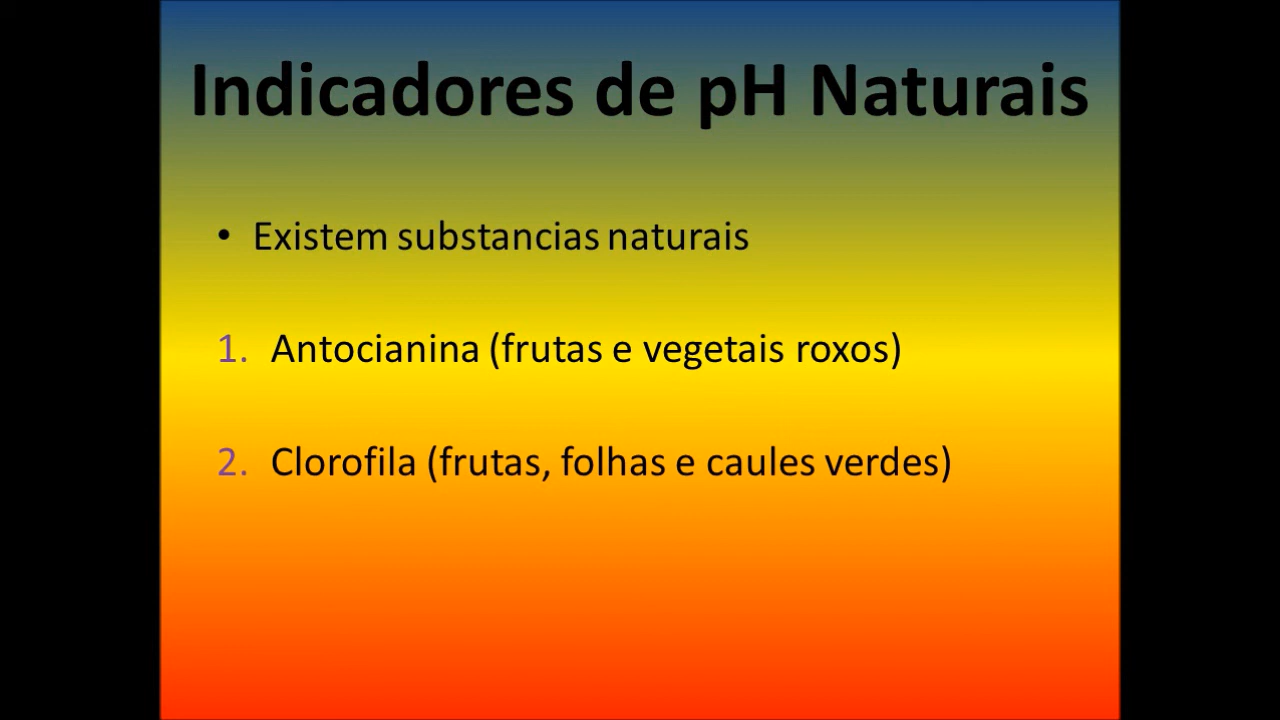 Indicadores de pH Naturais
• Existem substancias naturais
1. Antocianina (frutas e vegetais roxos)
2. Clorofila (frutas, folhas e caules verdes)